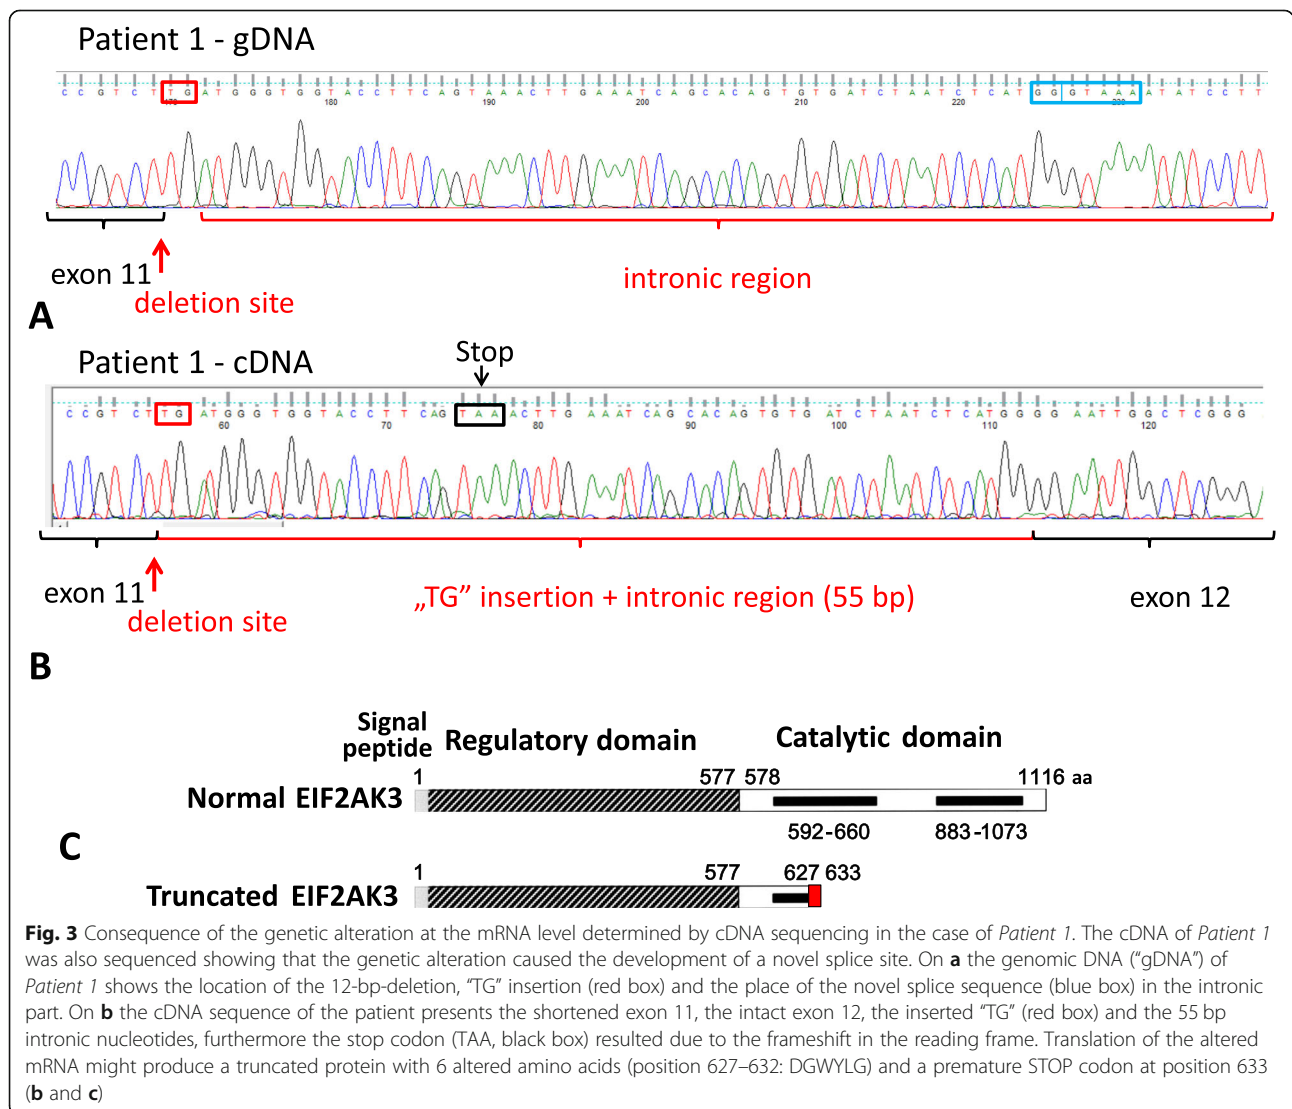 Patient 1 - gDNA
C C G T C T T G A T G G G T G G T A C C T T C A G T A A A C T T G A A A T C A G C A C A G T G T G A T C T A A T C T C A T G G G T A A A A T A T C C T T
170 180 190 200 210 220 230
exon 11
deletion site
intronic region
A
Patient 1 - cDNA
Stop
C C G T C T T G A T G G G T G G T A C C T T C A G T A A A C T T G A A A T C A G C A C A G T G T G A T C T A A T C T C A T G G G G A A T T G G C T C G G G
60 70 80 90 100 110 120
exon 11
deletion site
„TG” insertion + intronic region (55 bp)
exon 12
B
Signal
peptide
Regulatory domain
Catalytic domain
1 577 578 1116 aa
Normal EIF2AK3
592-660 883-1073
C
1 577 627 633
Truncated EIF2AK3
Fig. 3 Consequence of the genetic alteration at the mRNA level determined by cDNA sequencing in the case of Patient 1. The cDNA of Patient 1
was also sequenced showing that the genetic alteration caused the development of a novel splice site. On a the genomic DNA (“gDNA”) of
Patient 1 shows the location of the 12-bp-deletion, “TG” insertion (red box) and the place of the novel splice sequence (blue box) in the intronic
part. On b the cDNA sequence of the patient presents the shortened exon 11, the intact exon 12, the inserted “TG” (red box) and the 55 bp
intronic nucleotides, furthermore the stop codon (TAA, black box) resulted due to the frameshift in the reading frame. Translation of the altered
mRNA might produce a truncated protein with 6 altered amino acids (position 627–632: DGWYLG) and a premature STOP codon at position 633
(b and c)